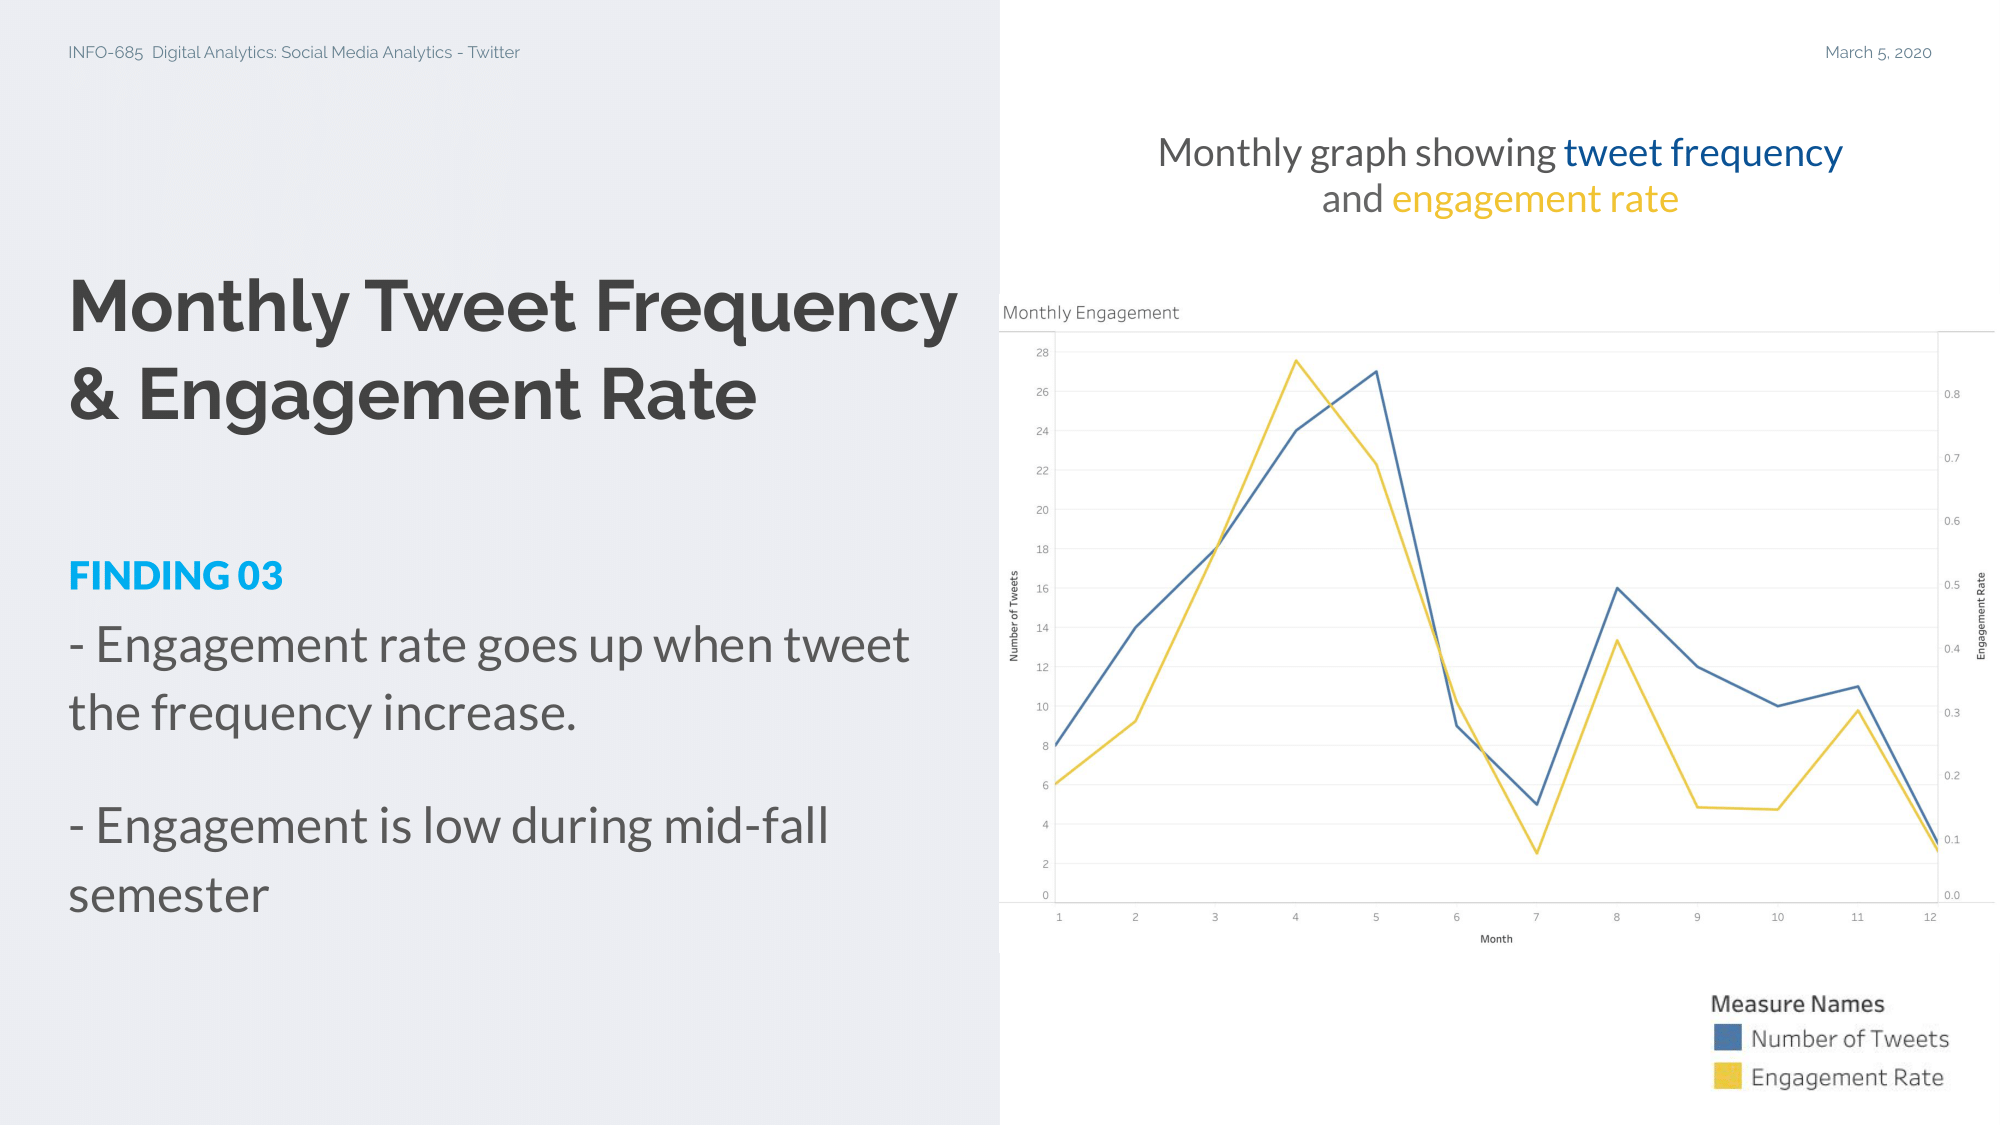 INFO-685  Digital Analytics: Social Media Analytics - Twitter
March 5, 2020
Monthly Tweet Frequency
& Engagement Rate
FINDING 03
- Engagement rate goes up when tweet
the frequency increase.
- Engagement is low during mid-fall
semester
Monthly graph showing tweet frequency
and engagement rate
Monthly Engagement
Number of Tweets
28
26
24
22
20
18
16
14
12
10
8
6
4
2
0
0.8
0.7
0.6
0.5
0.4
0.3
0.2
0.1
0.0
Engagement Rate
1 2 3 4 5 6 7 8 9 10 11 12
Month
Measure Names
Number of Tweets
Engagement Rate